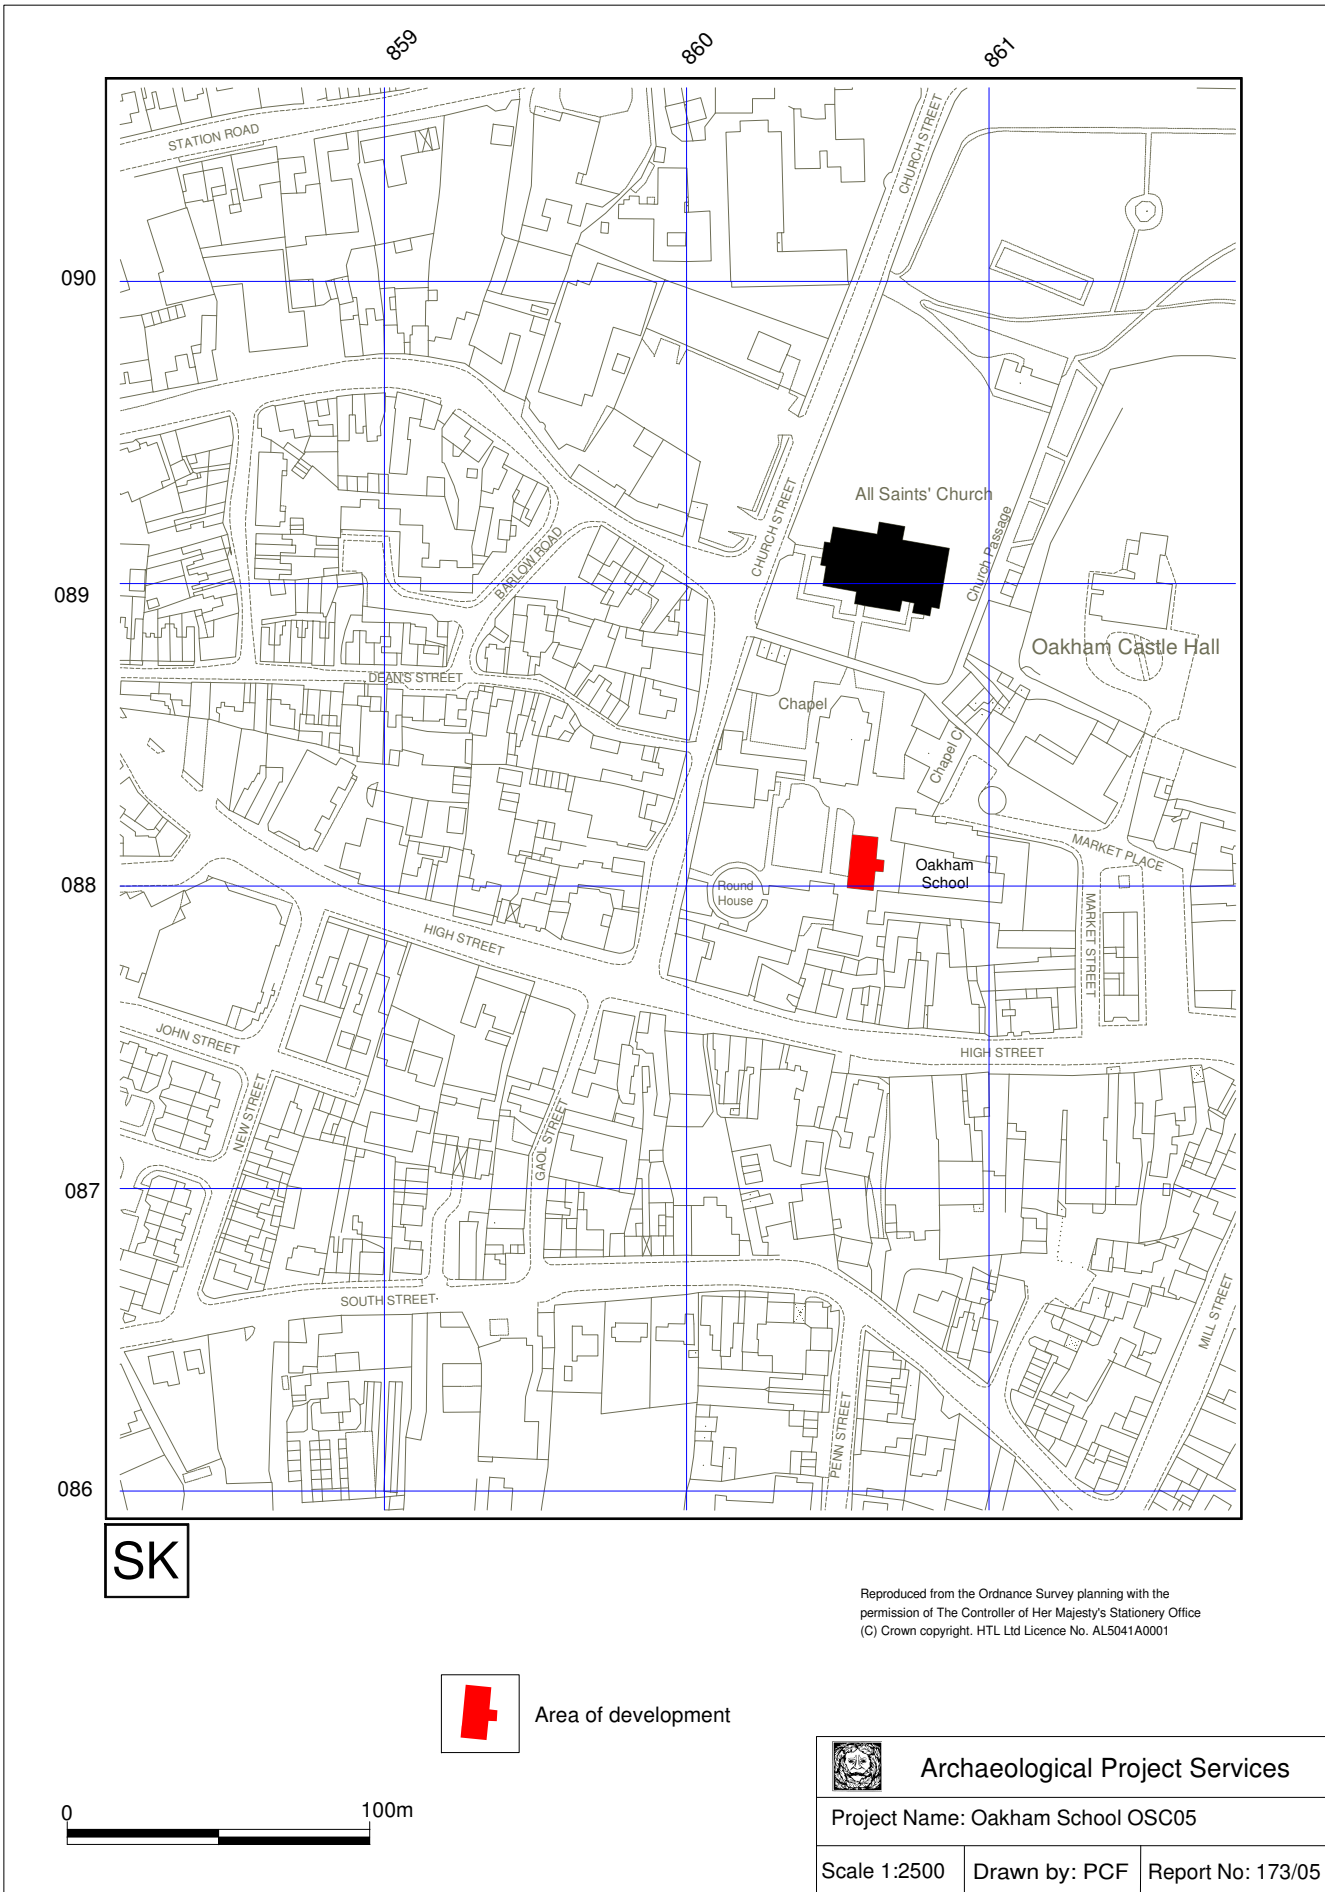 859
860
861
STATION ROAD
CHURCH STREET
090
All Saints' Church
CHURCH STREET
Church Passage
BARLOW ROAD
089
Oakham Castle Hall
DEAN'S STREET
Chapel
Chapel Cl
MARKET PLACE
Oakham
School
088
Round
House
MARKET STREET
HIGH STREET
JOHN STREET
HIGH STREET
NEW STREET
GAOL STREET
087
SOUTH STREET
MILL STREET
PENN STREET
086
SK
Reproduced from the Ordnance Survey planning with the
permission of The Controller of Her Majesty's Stationery Office
(C) Crown copyright. HTL Ltd Licence No. AL5041A0001
Area of development
0 100m
Archaeological Project Services
Project Name: Oakham School OSC05
Scale 1:2500 Drawn by: PCF Report No: 173/05